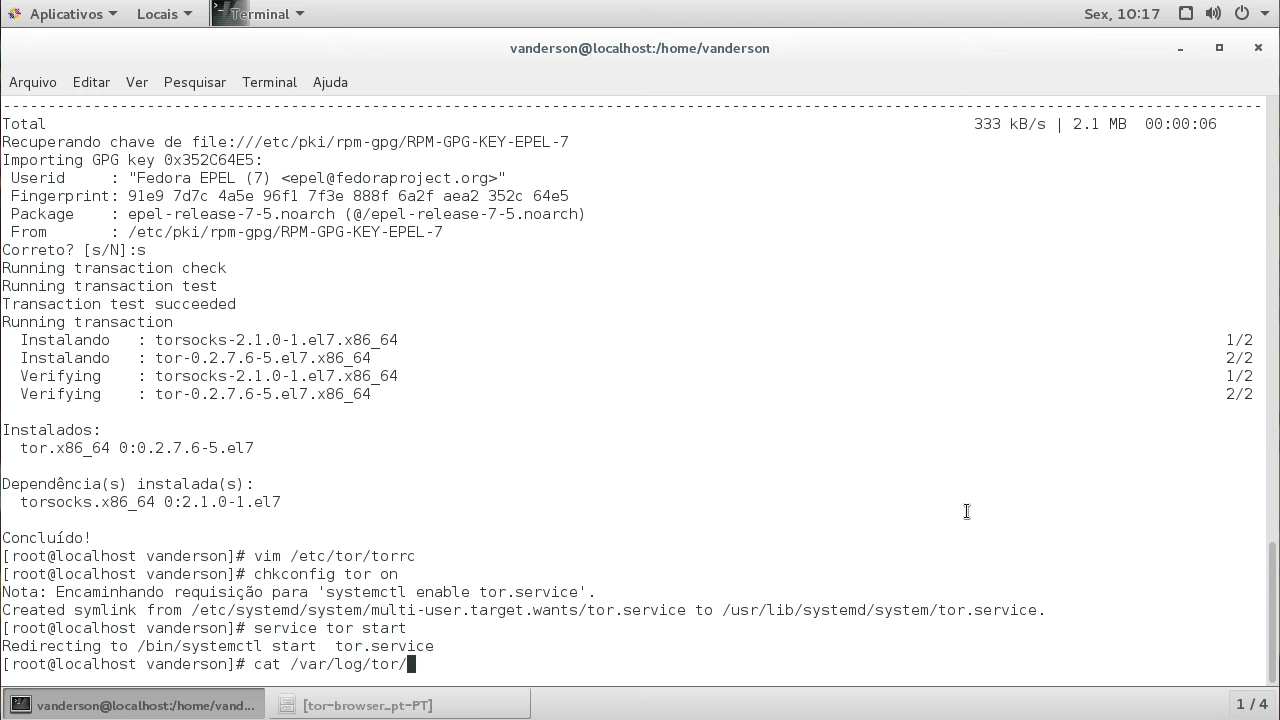 Aplicativos Locais Terminal Sex, 10:17
vanderson@localhost:/home/vanderson
Arquivo Editar Ver Pesquisar Terminal Ajuda
--------------------------------------------------------------------------------------------------------------------------------------------
Total 333 kB/s | 2.1 MB 00:00:06
Recuperando chave de file:///etc/pki/rpm-gpg/RPM-GPG-KEY-EPEL-7
Importing GPG key 0x352C64E5:
 Userid     : "Fedora EPEL (7) <epel@fedoraproject.org>"
 Fingerprint: 91e9 7d7c 4a5e 96f1 7f3e 888f 6a2f aea2 352c 64e5
 Package    : epel-release-7-5.noarch (@/epel-release-7-5.noarch)
 From       : /etc/pki/rpm-gpg/RPM-GPG-KEY-EPEL-7
Correto? [s/N]:s
Running transaction check
Running transaction test
Transaction test succeeded
Running transaction
  Instalando   : torsocks-2.1.0-1.el7.x86_64 1/2
  Instalando   : tor-0.2.7.6-5.el7.x86_64 2/2
  Verifying    : torsocks-2.1.0-1.el7.x86_64 1/2
  Verifying    : tor-0.2.7.6-5.el7.x86_64 2/2
Instalados:
  tor.x86_64 0:0.2.7.6-5.el7
Dependência(s) instalada(s):
  torsocks.x86_64 0:2.1.0-1.el7
Concluído!
[root@localhost vanderson]# vim /etc/tor/torrc
[root@localhost vanderson]# chkconfig tor on
Nota: Encaminhando requisição para 'systemctl enable tor.service'.
Created symlink from /etc/systemd/system/multi-user.target.wants/tor.service to /usr/lib/systemd/system/tor.service.
[root@localhost vanderson]# service tor start
Redirecting to /bin/systemctl start  tor.service
[root@localhost vanderson]# cat /var/log/tor/
vanderson@localhost:/home/vand... [tor-browser_pt-PT] 1 / 4